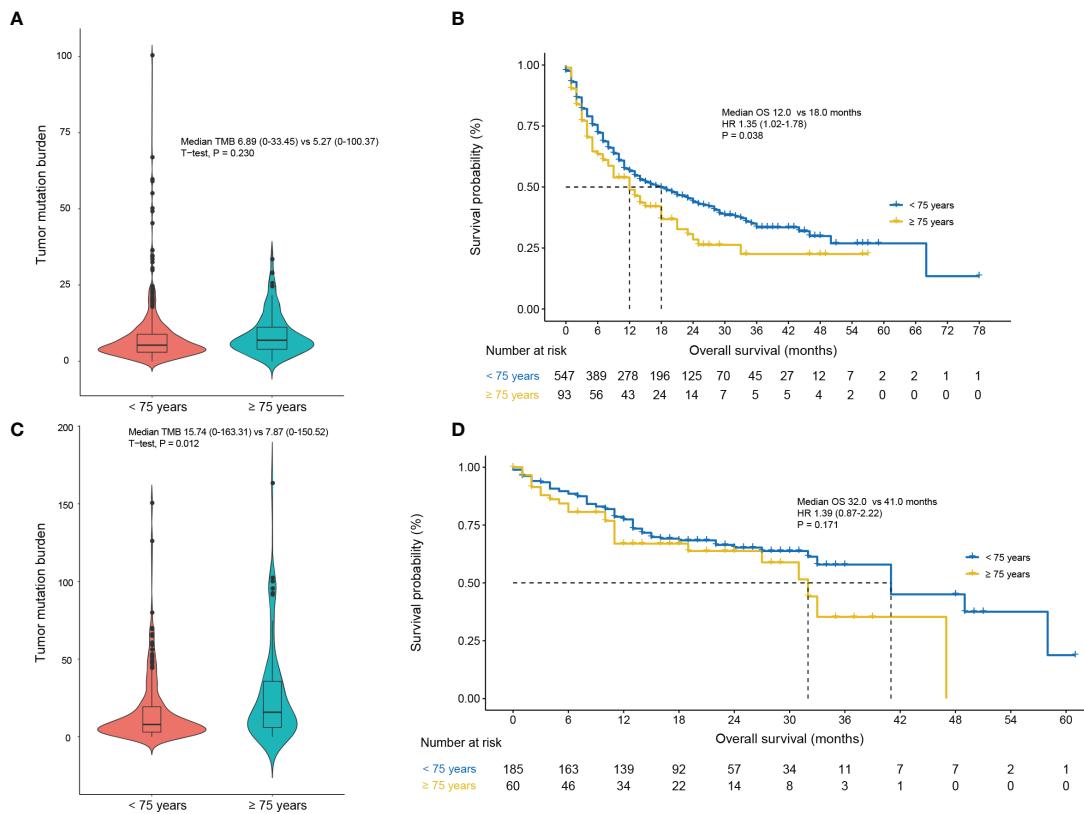 A
100
75
50
25
0
Tumor mutation burden
Median TMB 6.89 (0-33.45) vs 5.27 (0-100.37)
T−test, P = 0.230
< 75 years
≥ 75 years
B
1.00
0.75
0.50
0.25
0.00
Survival probability (%)
Median OS 12.0 vs 18.0 months
HR 1.35 (1.02-1.78)
P = 0.038
< 75 years
≥ 75 years
0 6 12 18 24 30 36 42 48 54 60 66 72 78
Overall survival (months)
Number at risk
< 75 years 547 389 278 196 125 70 45 27 12 7 2 2 1 1
≥ 75 years 93 56 43 24 14 7 5 5 4 2 0 0 0 0
C
200
150
100
50
0
Tumor mutation burden
Median TMB 15.74 (0-163.31) vs 7.87 (0-150.52)
T−test, P = 0.012
< 75 years
≥ 75 years
D
1.00
0.75
0.50
0.25
0.00
Survival probability (%)
Median OS 32.0 vs 41.0 months
HR 1.39 (0.87-2.22)
P = 0.171
< 75 years
≥ 75 years
0 6 12 18 24 30 36 42 48 54 60
Overall survival (months)
Number at risk
< 75 years 185 163 139 92 57 34 11 7 7 2 1
≥ 75 years 60 46 34 22 14 8 3 1 0 0 0